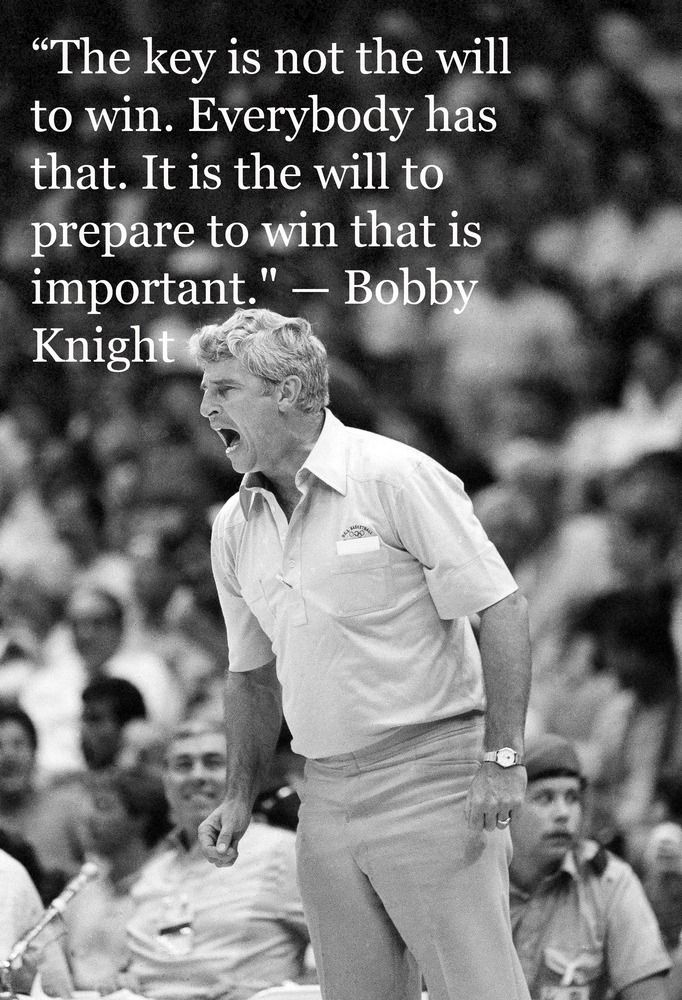 “The key is not the will
to win. Everybody has
that. It is the will to
prepare to win that is
important." — Bobby
Knight